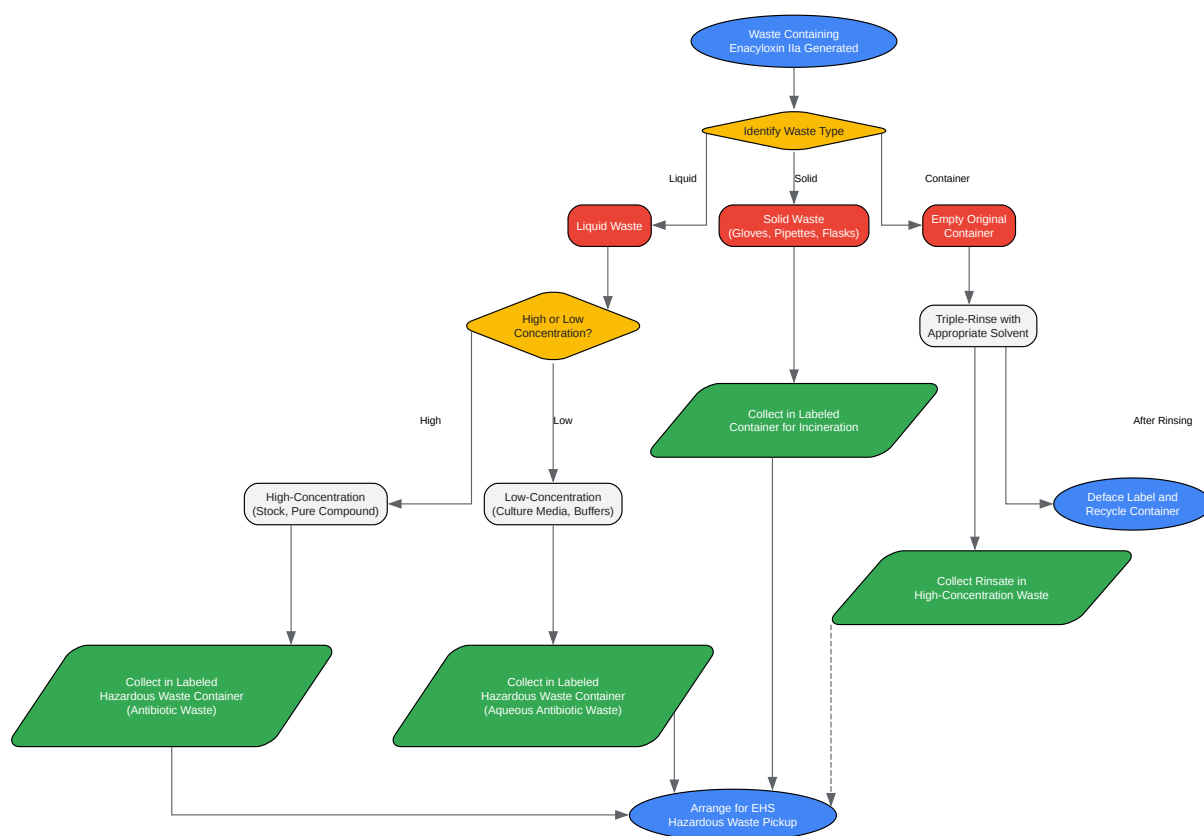 Waste Containing
Enacyloxin IIa Generated
Identify Waste Type
Liquid
Solid
Container
Liquid Waste
Solid Waste
(Gloves, Pipettes, Flasks)
Empty Original
Container
High or Low
Concentration?
Triple-Rinse with
Appropriate Solvent
High
Low
Collect in Labeled
Container for Incineration
After Rinsing
High-Concentration
(Stock, Pure Compound)
Low-Concentration
(Culture Media, Buffers)
Deface Label and
Recycle Container
Collect Rinsate in
High-Concentration Waste
Collect in Labeled
Hazardous Waste Container
(Antibiotic Waste)
Collect in Labeled
Hazardous Waste Container
(Aqueous Antibiotic Waste)
Arrange for EHS
Hazardous Waste Pickup